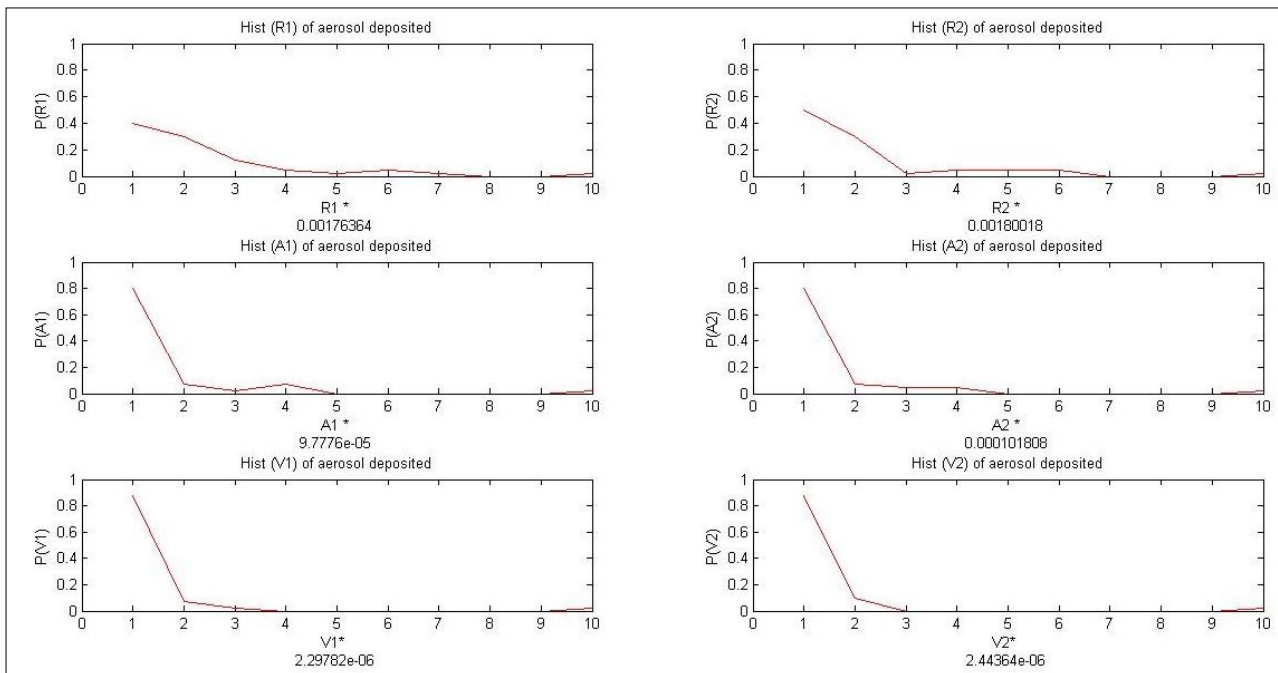 Hist (R1) of aerosol deposited
1
0.8
0.6
0.4
0.2
0
P(R1)
0 1 2 3 4 5 6 7 8 9 10
R1 *
0.00176364
Hist (R2) of aerosol deposited
1
0.8
0.6
0.4
0.2
0
P(R2)
0 1 2 3 4 5 6 7 8 9 10
R2 *
0.00180018
Hist (A1) of aerosol deposited
1
0.8
0.6
0.4
0.2
0
P(A1)
0 1 2 3 4 5 6 7 8 9 10
A1 *
9.7776e-05
Hist (A2) of aerosol deposited
1
0.8
0.6
0.4
0.2
0
P(A2)
0 1 2 3 4 5 6 7 8 9 10
A2 *
0.000101808
Hist (V1) of aerosol deposited
1
0.8
0.6
0.4
0.2
0
P(V1)
0 1 2 3 4 5 6 7 8 9 10
V1*
2.29782e-06
Hist (V2) of aerosol deposited
1
0.8
0.6
0.4
0.2
0
P(V2)
0 1 2 3 4 5 6 7 8 9 10
V2*
2.44364e-06